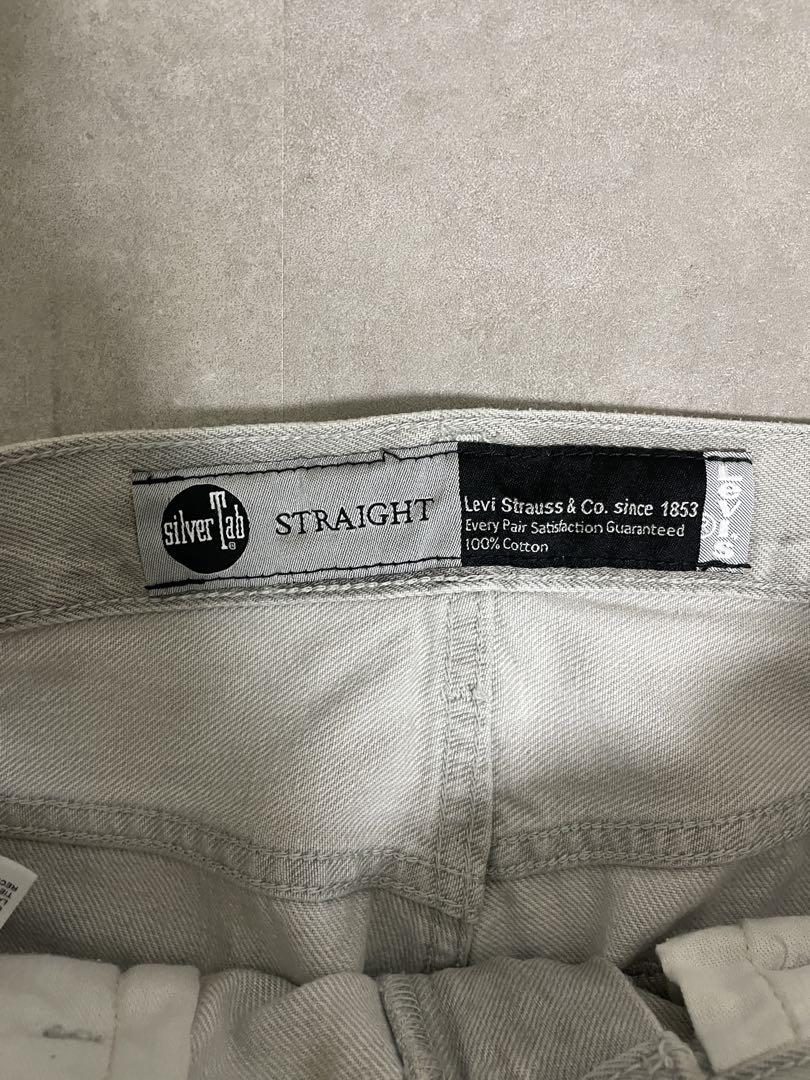 silver Tab®
STRAIGHT
Levi Strauss & Co. since 1853
Every Pair Satisfaction Guaranteed
100% Cotton
Levi's®